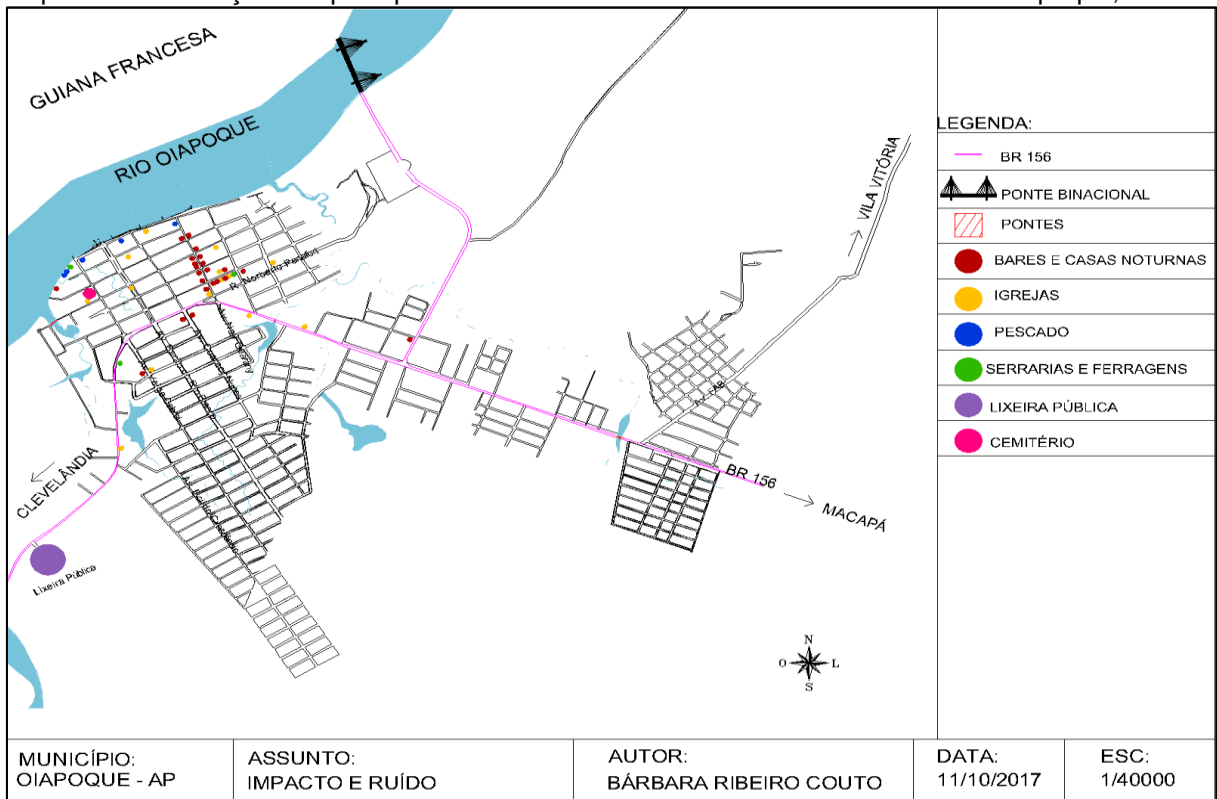 GUIANA FRANCESA
RIO OIAPOQUE
VILA VITÓRIA
BR 156
MACAPÁ
CLEVELÂNDIA
Lixeira Pública
N
O
L
S
LEGENDA:
BR 156
PONTE BINACIONAL
PONTES
BARES E CASAS NOTURNAS
IGREJAS
PESCADO
SERRARIAS E FERRAGENS
LIXEIRA PÚBLICA
CEMITÉRIO
MUNICÍPIO:
OIAPOQUE - AP
ASSUNTO:
IMPACTO E RUÍDO
AUTOR:
BÁRBARA RIBEIRO COUTO
DATA:
11/10/2017
ESC:
1/40000